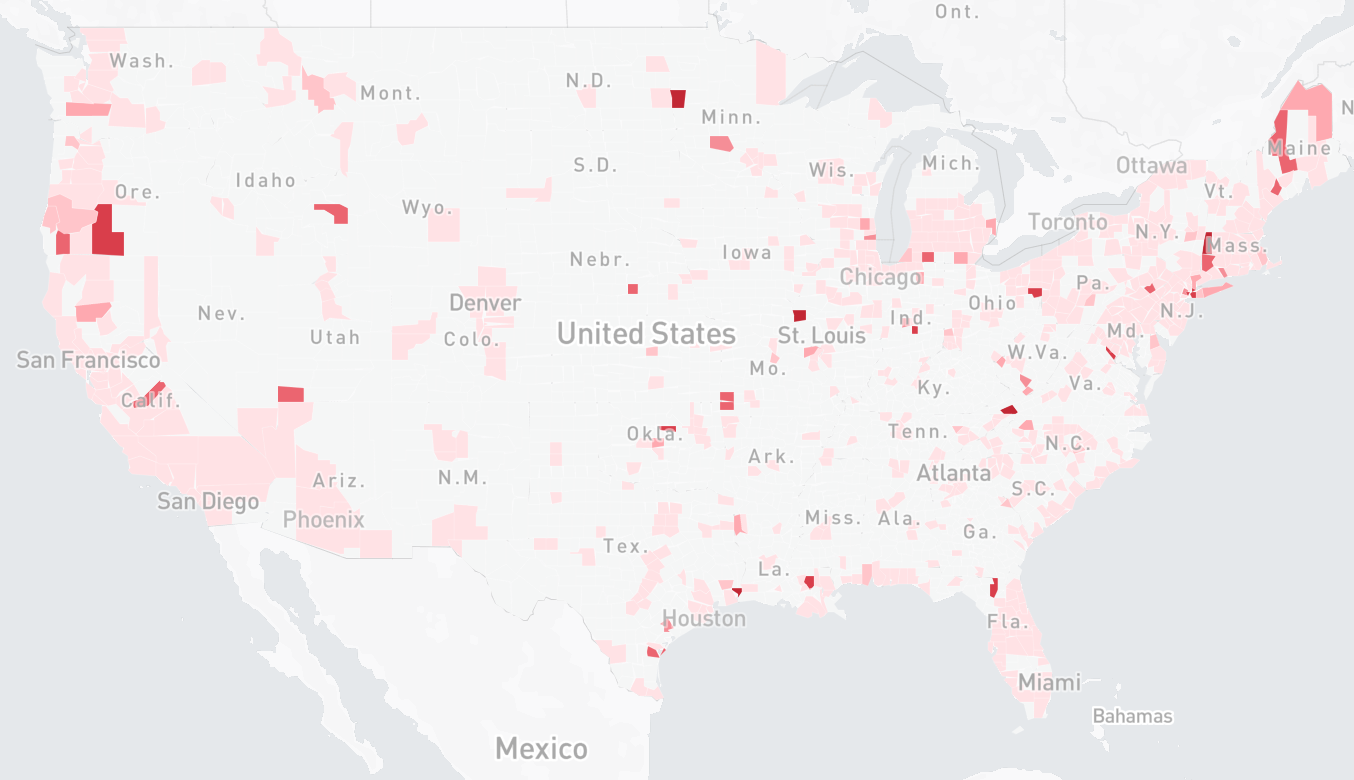 Ont.
Wash.
N.D.
Mont.
N
Minn.
Maine
S.D.
Wis.
Mich.
Ottawa
Idaho
Ore.
Vt.
Wyo.
Toronto
N.Y.
Mass.
Iowa
Nebr.
Chicago
Pa.
Denver
Ohio
Nev.
N.J.
Ind.
United States
St. Louis
Md.
Utah
Colo.
San Francisco
W.Va.
Mo.
Va.
Ky.
Calif.
Okla.
Tenn.
N.C.
Ark.
Atlanta
Ariz.
N.M.
S.C.
San Diego
Phoenix
Miss.
Ala.
Ga.
Tex.
La.
Houston
Fla.
Miami
Bahamas
Mexico